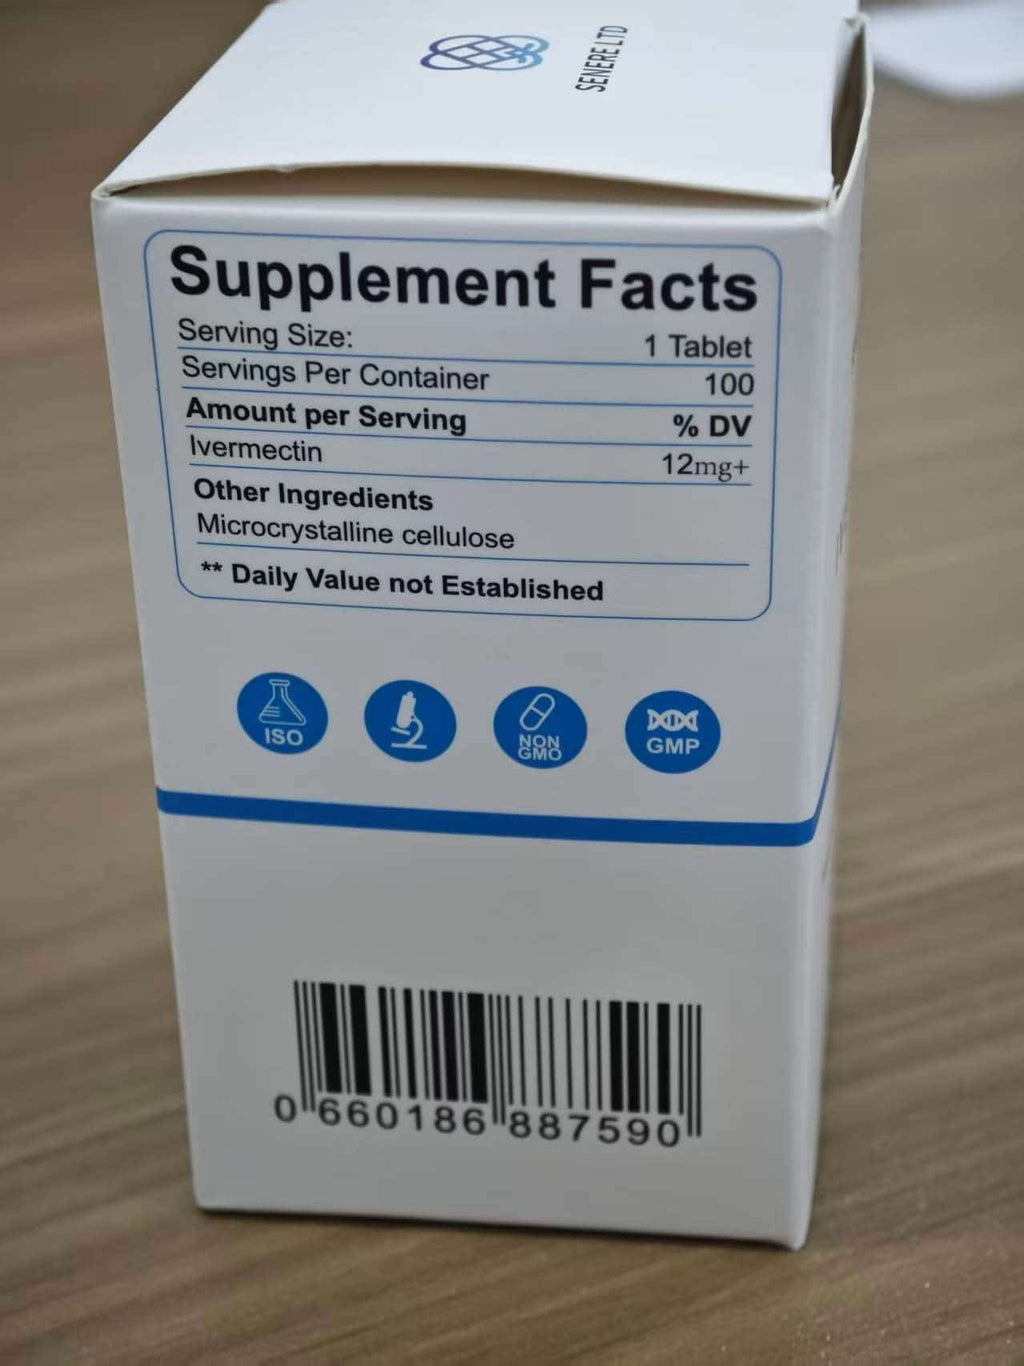 SENERE LTD
Supplement Facts
Serving Size: 1 Tablet
Servings Per Container 100
Amount per Serving % DV
Ivermectin 12mg+
Other Ingredients
Microcrystalline cellulose
** Daily Value not Established
ISO
NON
GMO
GMP
0 660186 887590